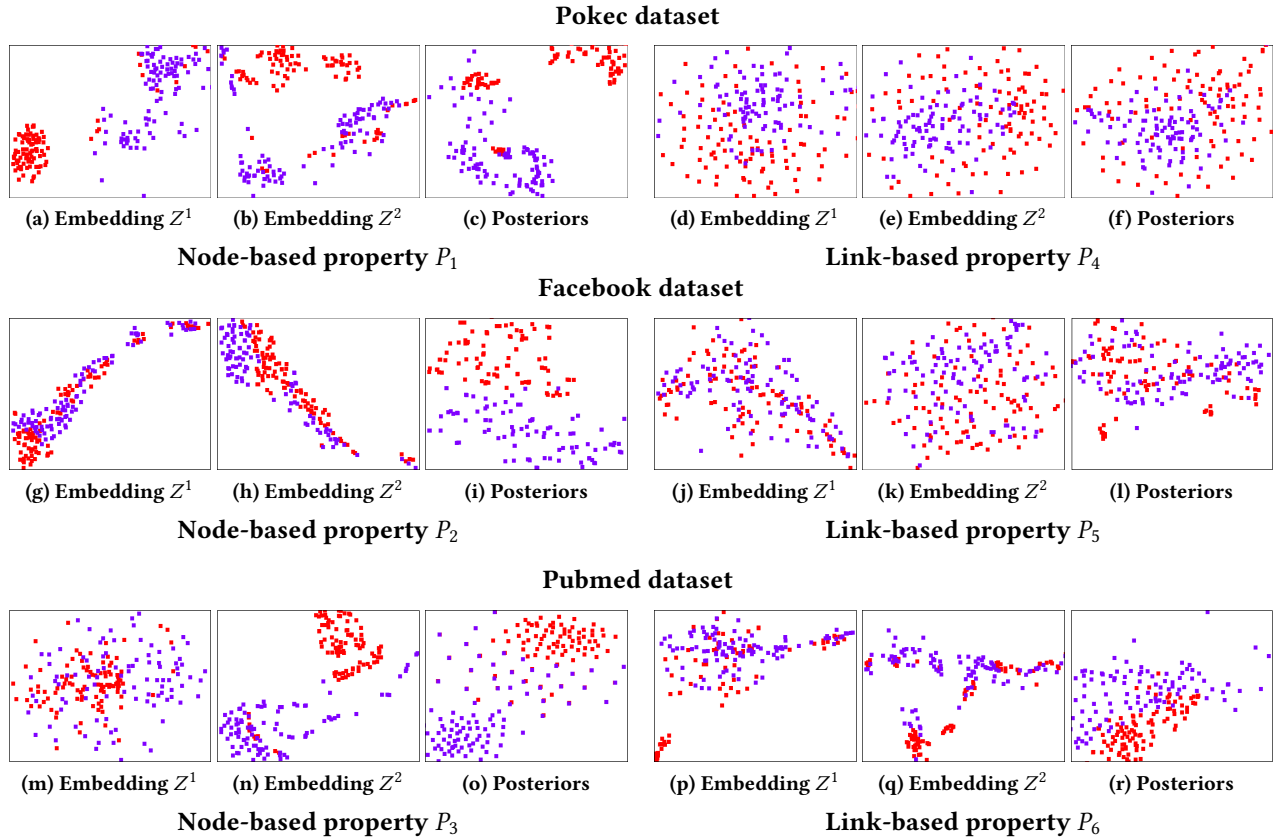 Pokec dataset
(a) Embedding Z¹ (b) Embedding Z² (c) Posteriors (d) Embedding Z¹ (e) Embedding Z² (f) Posteriors
Node-based property P₁ Link-based property P₄
Facebook dataset
(g) Embedding Z¹ (h) Embedding Z² (i) Posteriors (j) Embedding Z¹ (k) Embedding Z² (l) Posteriors
Node-based property P₂ Link-based property P₅
Pubmed dataset
(m) Embedding Z¹ (n) Embedding Z² (o) Posteriors (p) Embedding Z¹ (q) Embedding Z² (r) Posteriors
Node-based property P₃ Link-based property P₆